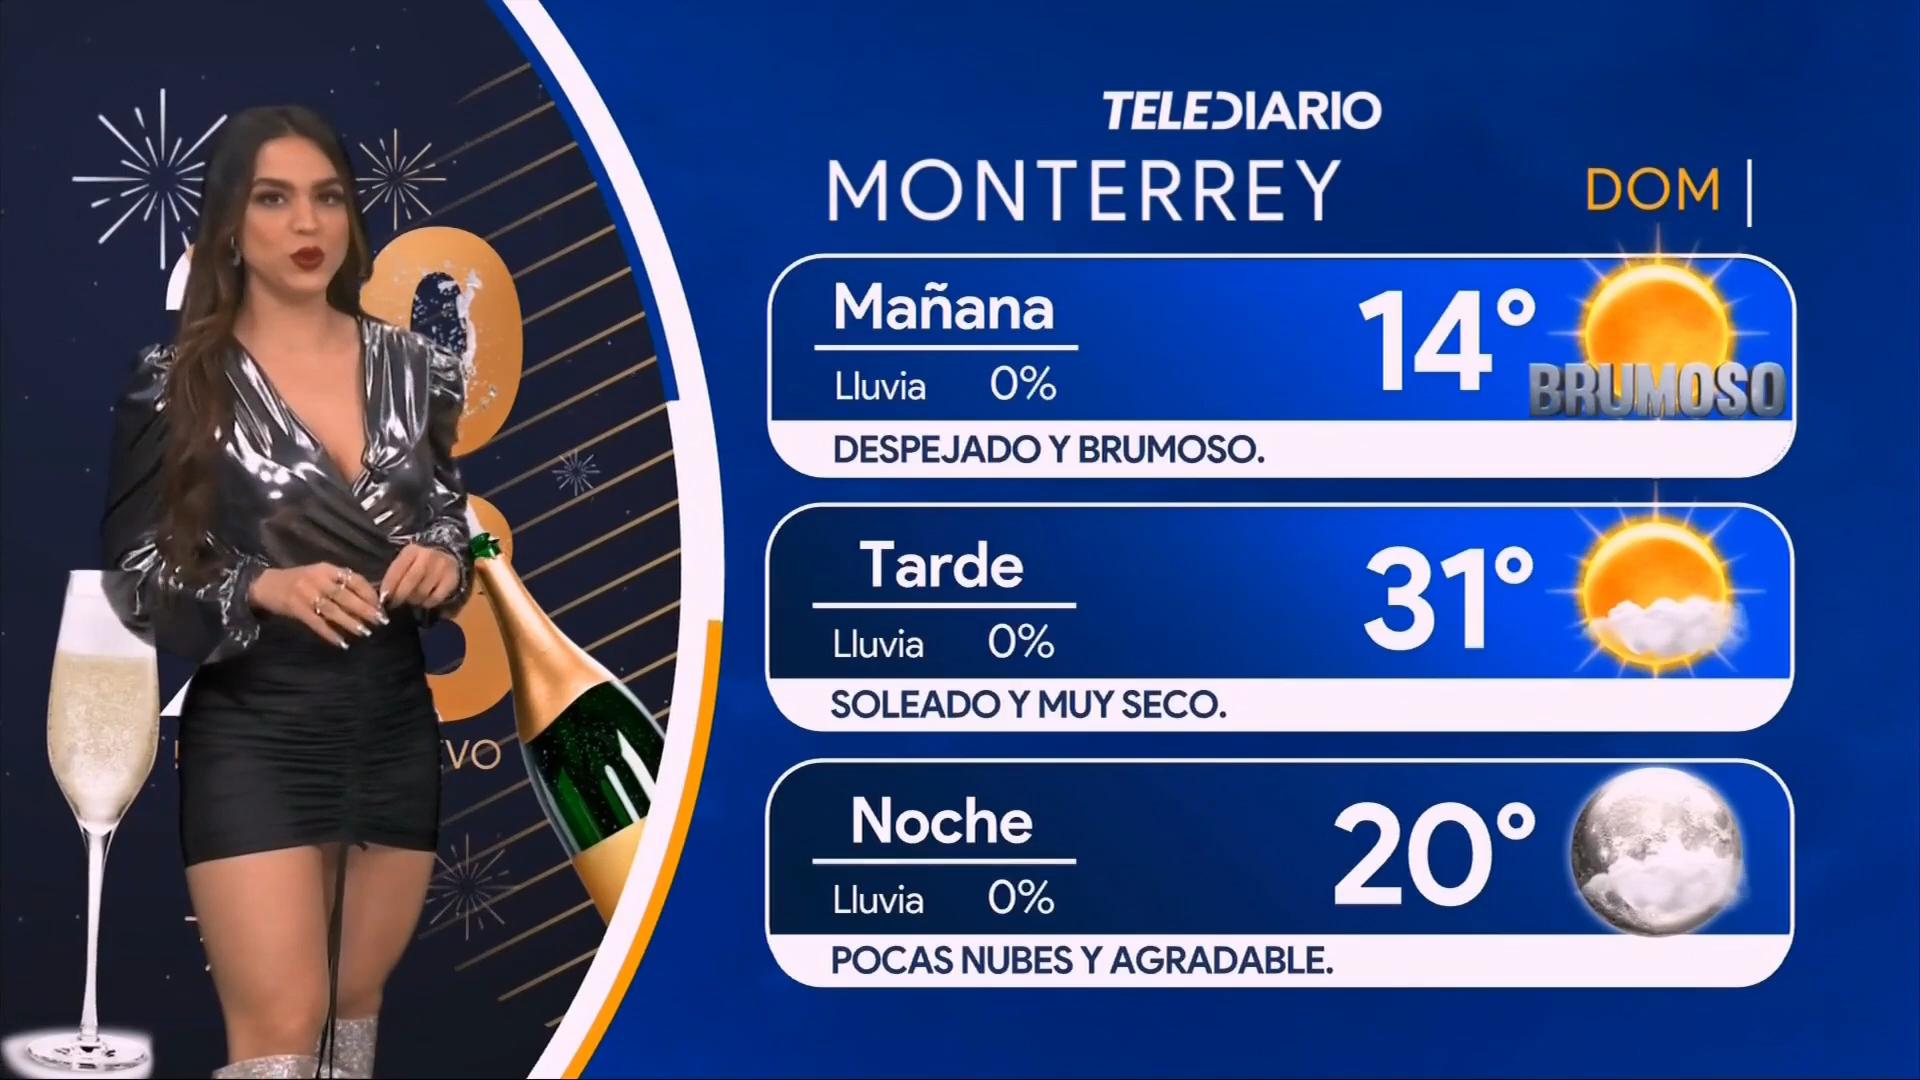 TELEDIARIO
MONTERREY
DOM
Mañana
14°
BRUMOSO
Lluvia 0%
DESPEJADO Y BRUMOSO.
Tarde
31°
Lluvia 0%
SOLEADO Y MUY SECO.
Noche
20°
Lluvia 0%
POCAS NUBES Y AGRADABLE.